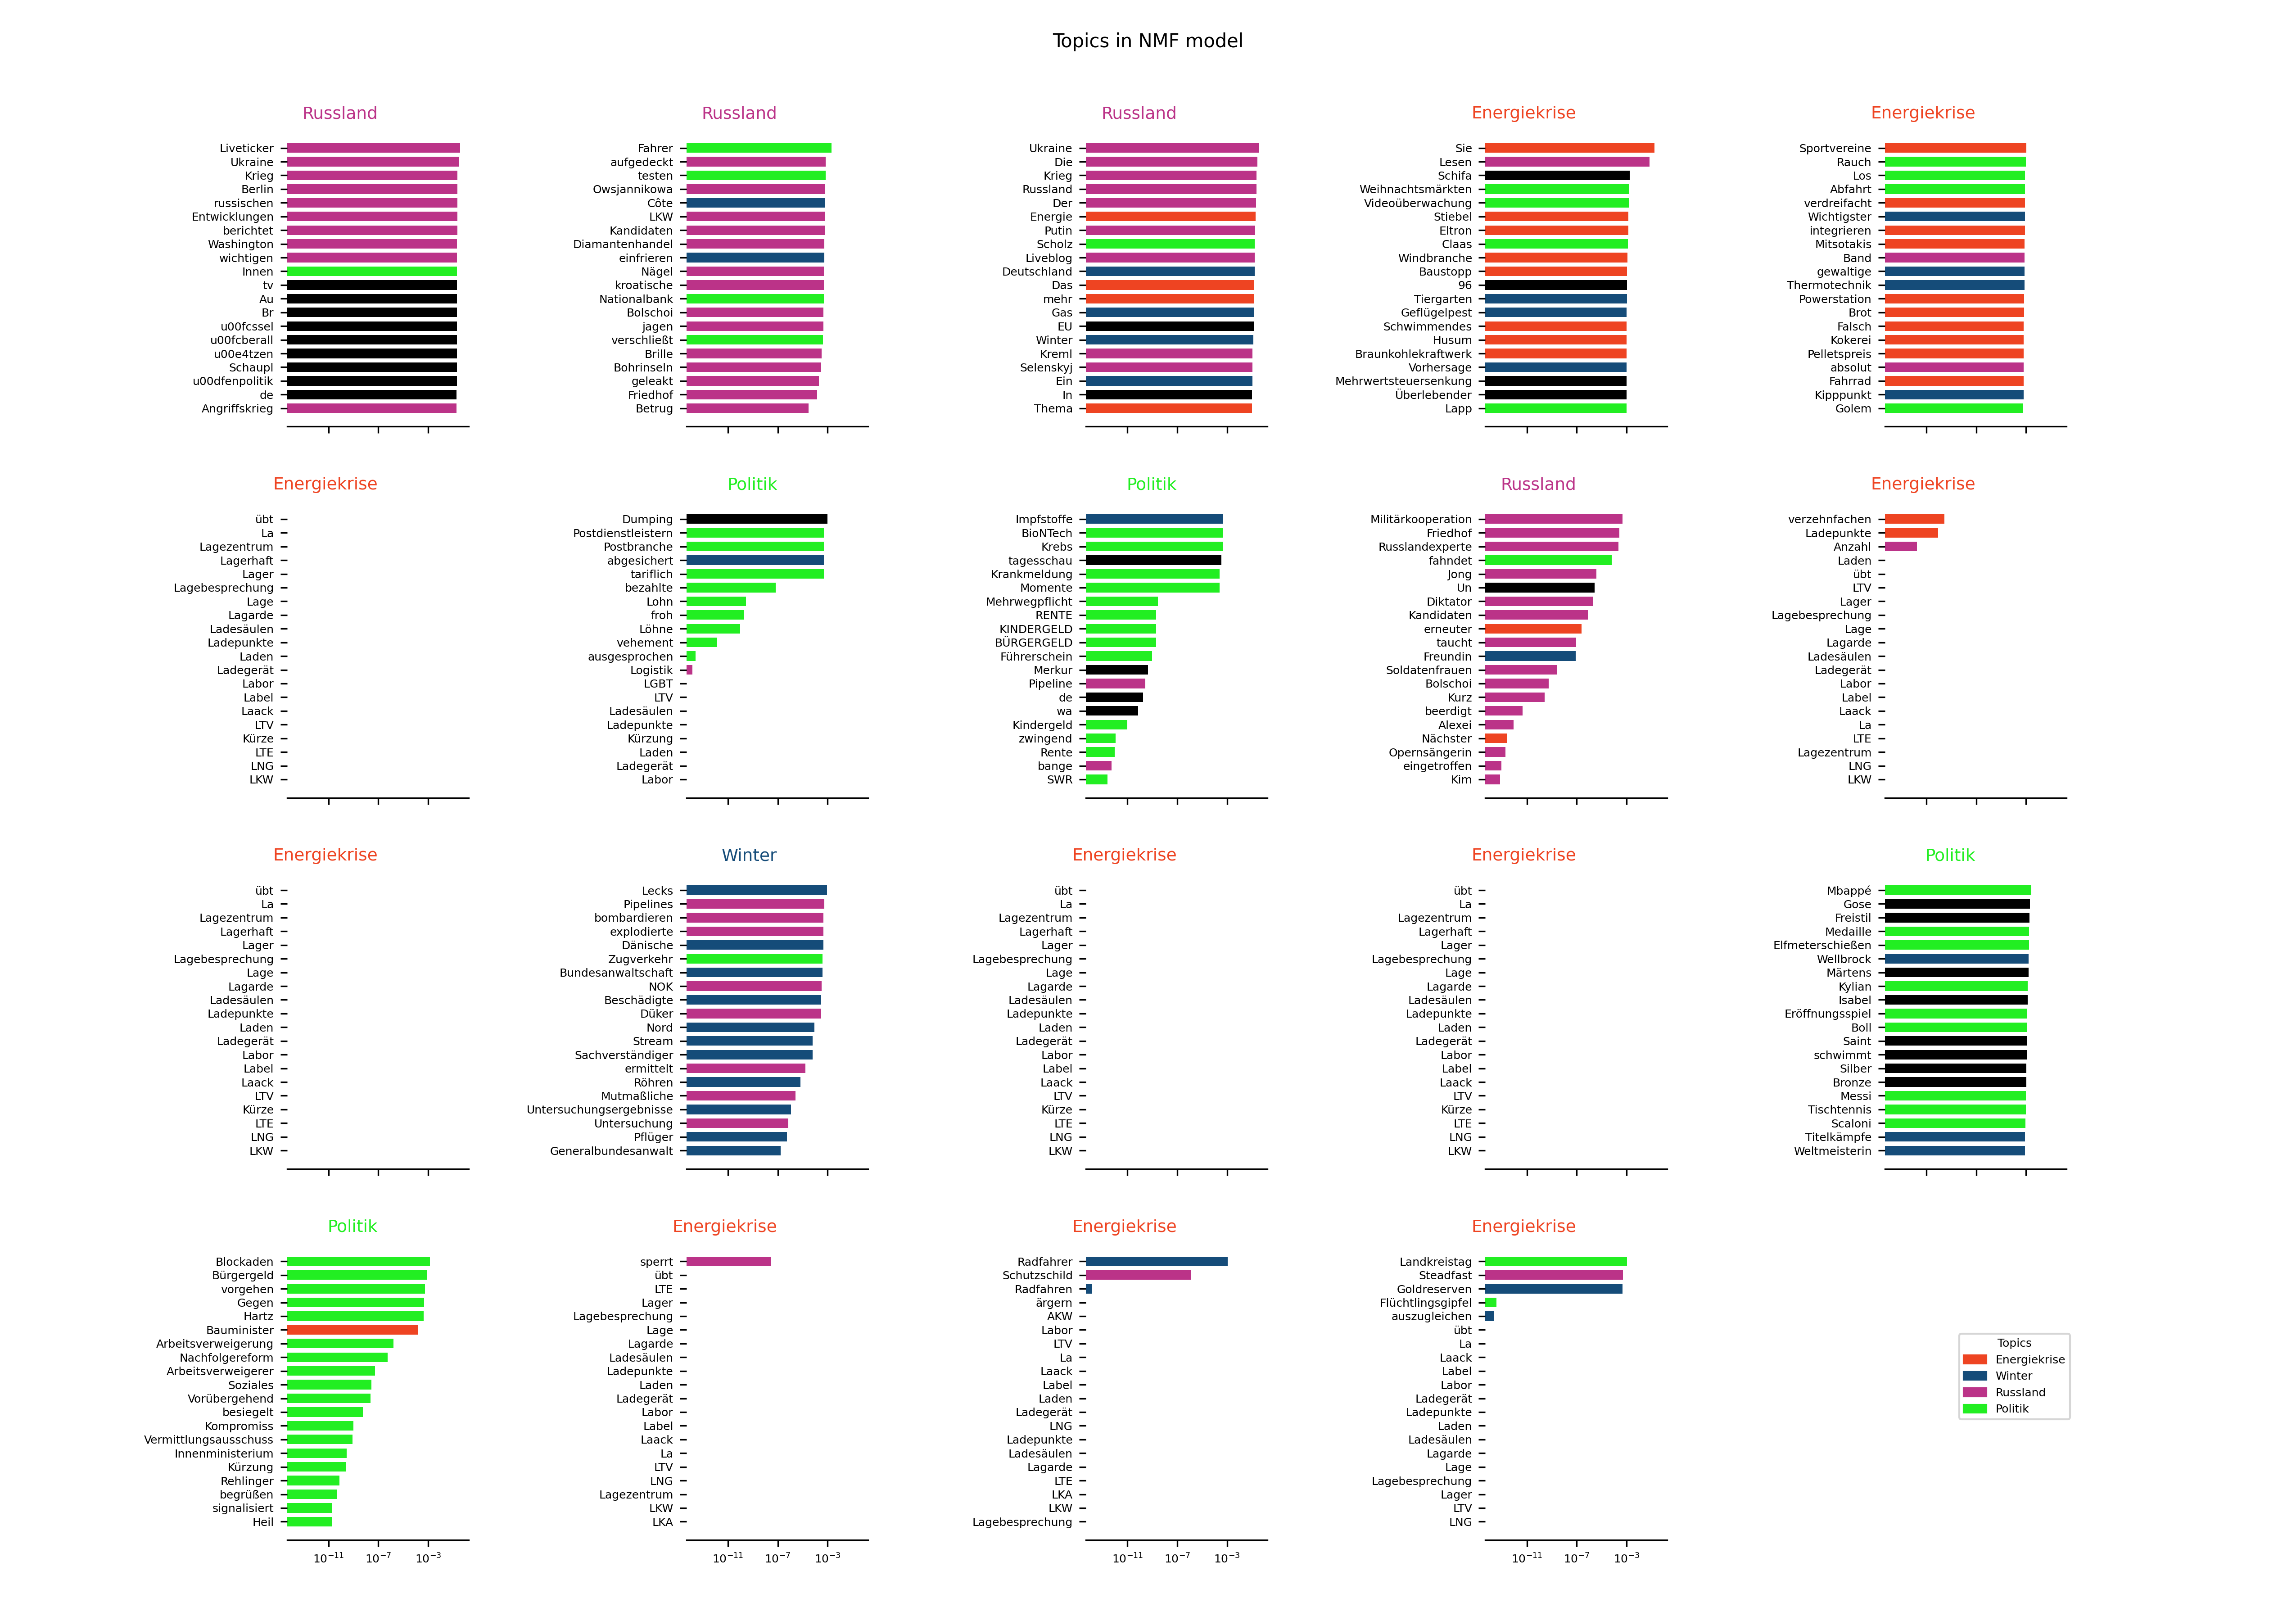 Topics in NMF model
Russland
Liveticker
Ukraine
Krieg
Berlin
russischen
Entwicklungen
berichtet
Washington
wichtigen
Innen
tv
Au
Br
u00fcssel
u00fcberall
u00e4tzen
Schaupl
u00dfenpolitik
de
Angriffskrieg
Russland
Fahrer
aufgedeckt
testen
Owsjannikowa
Côte
LKW
Kandidaten
Diamantenhandel
einfrieren
Nägel
kroatische
Nationalbank
Bolschoi
jagen
verschließt
Brille
Bohrinseln
geleakt
Friedhof
Betrug
Russland
Ukraine
Die
Krieg
Russland
Der
Energie
Putin
Scholz
Liveblog
Deutschland
Das
mehr
Gas
EU
Winter
Kreml
Selenskyj
Ein
In
Thema
Energiekrise
Sie
Lesen
Schifa
Weihnachtsmärkten
Videoüberwachung
Stiebel
Eltron
Claas
Windbranche
Baustopp
96
Tiergarten
Geflügelpest
Schwimmendes
Husum
Braunkohlekraftwerk
Vorhersage
Mehrwertsteuersenkung
Überlebender
Lapp
Energiekrise
Sportvereine
Rauch
Los
Abfahrt
verdreifacht
Wichtigster
integrieren
Mitsotakis
Band
gewaltige
Thermotechnik
Powerstation
Brot
Falsch
Kokerei
Pelletspreis
absolut
Fahrrad
Kipppunkt
Golem
Energiekrise
übt
La
Lagezentrum
Lagerhaft
Lager
Lagebesprechung
Lage
Lagarde
Ladesäulen
Ladepunkte
Laden
Ladegerät
Labor
Label
Laack
LTV
Kürze
LTE
LNG
LKW
Politik
Dumping
Postdienstleistern
Postbranche
abgesichert
tariflich
bezahlte
Lohn
froh
Löhne
vehement
ausgesprochen
Logistik
LGBT
LTV
Ladesäulen
Ladepunkte
Kürzung
Laden
Ladegerät
Labor
Politik
Impfstoffe
BioNTech
Krebs
tagesschau
Krankmeldung
Momente
Mehrwegpflicht
RENTE
KINDERGELD
BÜRGERGELD
Führerschein
Merkur
Pipeline
de
wa
Kindergeld
zwingend
Rente
bange
SWR
Russland
Militärkooperation
Friedhof
Russlandexperte
fahndet
Jong
Un
Diktator
Kandidaten
erneuter
taucht
Freundin
Soldatenfrauen
Bolschoi
Kurz
beerdigt
Alexei
Nächster
Opernsängerin
eingetroffen
Kim
Energiekrise
verzehnfachen
Ladepunkte
Anzahl
Laden
übt
LTV
Lager
Lagebesprechung
Lage
Lagarde
Ladesäulen
Ladegerät
Labor
Label
Laack
La
LTE
Lagezentrum
LNG
LKW
Energiekrise
übt
La
Lagezentrum
Lagerhaft
Lager
Lagebesprechung
Lage
Lagarde
Ladesäulen
Ladepunkte
Laden
Ladegerät
Labor
Label
Laack
LTV
Kürze
LTE
LNG
LKW
Winter
Lecks
Pipelines
bombardieren
explodierte
Dänische
Zugverkehr
Bundesanwaltschaft
NOK
Beschädigte
Düker
Nord
Stream
Sachverständiger
ermittelt
Röhren
Mutmaßliche
Untersuchungsergebnisse
Untersuchung
Pflüger
Generalbundesanwalt
Energiekrise
übt
La
Lagezentrum
Lagerhaft
Lager
Lagebesprechung
Lage
Lagarde
Ladesäulen
Ladepunkte
Laden
Ladegerät
Labor
Label
Laack
LTV
Kürze
LTE
LNG
LKW
Energiekrise
übt
La
Lagezentrum
Lagerhaft
Lager
Lagebesprechung
Lage
Lagarde
Ladesäulen
Ladepunkte
Laden
Ladegerät
Labor
Label
Laack
LTV
Kürze
LTE
LNG
LKW
Politik
Mbappé
Gose
Freistil
Medaille
Elfmeterschießen
Wellbrock
Märtens
Kylian
Isabel
Eröffnungsspiel
Boll
Saint
schwimmt
Silber
Bronze
Messi
Tischtennis
Scaloni
Titelkämpfe
Weltmeisterin
Politik
Blockaden
Bürgergeld
vorgehen
Gegen
Hartz
Bauminister
Arbeitsverweigerung
Nachfolgereform
Arbeitsverweigerer
Soziales
Vorübergehend
besiegelt
Kompromiss
Vermittlungsausschuss
Innenministerium
Kürzung
Rehlinger
begrüßen
signalisiert
Heil
10⁻¹¹ 10⁻⁷ 10⁻³
Energiekrise
sperrt
übt
LTE
Lager
Lagebesprechung
Lage
Lagarde
Ladesäulen
Ladepunkte
Laden
Ladegerät
Labor
Label
Laack
La
LTV
LNG
Lagezentrum
LKW
LKA
10⁻¹¹ 10⁻⁷ 10⁻³
Energiekrise
Radfahrer
Schutzschild
Radfahren
ärgern
AKW
Labor
LTV
La
Laack
Label
Laden
Ladegerät
LNG
Ladepunkte
Ladesäulen
Lagarde
LTE
LKA
LKW
Lagebesprechung
10⁻¹¹ 10⁻⁷ 10⁻³
Energiekrise
Landkreistag
Steadfast
Goldreserven
Flüchtlingsgipfel
auszugleichen
übt
La
Laack
Label
Labor
Ladegerät
Ladepunkte
Laden
Ladesäulen
Lagarde
Lage
Lagebesprechung
Lager
LTV
LNG
10⁻¹¹ 10⁻⁷ 10⁻³
Topics
Energiekrise
Winter
Russland
Politik